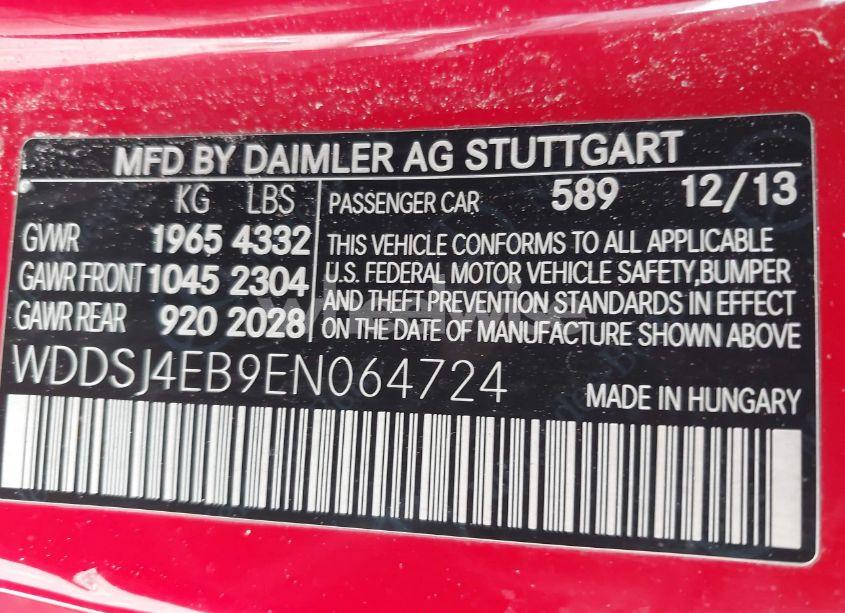 MFD BY DAIMLER AG STUTTGART
KG LBS
GVWR 1965 4332
GAWR FRONT 1045 2304
GAWR REAR 920 2028
PASSENGER CAR 589 12/13
THIS VEHICLE CONFORMS TO ALL APPLICABLE
U.S. FEDERAL MOTOR VEHICLE SAFETY,BUMPER
AND THEFT PREVENTION STANDARDS IN EFFECT
ON THE DATE OF MANUFACTURE SHOWN ABOVE
WDDSJ4EB9EN064724
MADE IN HUNGARY